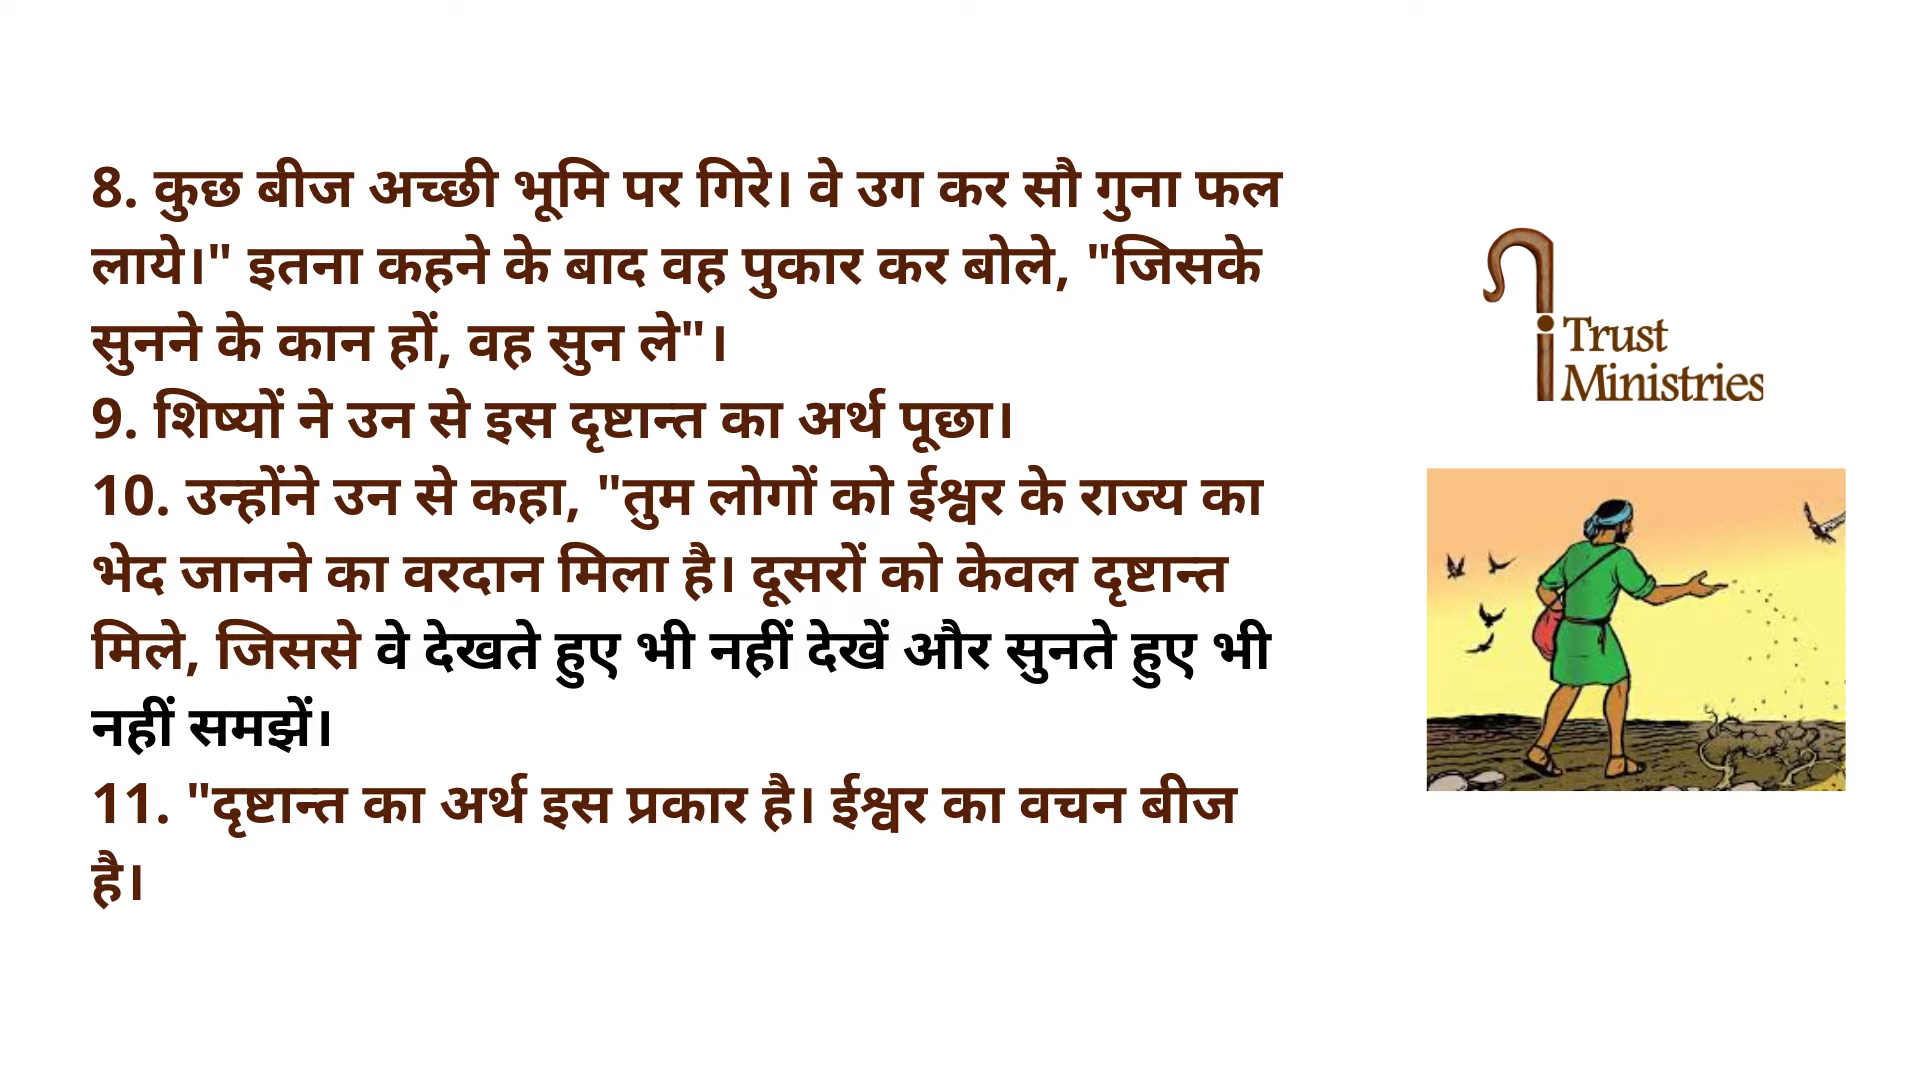 8. कुछ बीज अच्छी भूमि पर गिरे। वे उग कर सौ गुना फल
लाये।" इतना कहने के बाद वह पुकार कर बोले, "जिसके
सुनने के कान हों, वह सुन ले"।
9. शिष्यों ने उन से इस दृष्टान्त का अर्थ पूछा।
10. उन्होंने उन से कहा, "तुम लोगों को ईश्वर के राज्य का
भेद जानने का वरदान मिला है। दूसरों को केवल दृष्टान्त
मिले, जिससे वे देखते हुए भी नहीं देखें और सुनते हुए भी
नहीं समझें।
11. "दृष्टान्त का अर्थ इस प्रकार है। ईश्वर का वचन बीज
है।
i Trust
Ministries